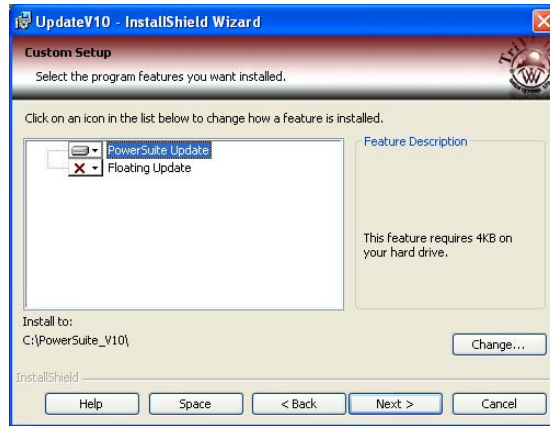 UpdateV10 - InstallShield Wizard
Custom Setup
Select the program features you want installed.
Click on an icon in the list below to change how a feature is installed.
PowerSuite Update
Floating Update
Feature Description
This feature requires 4KB on
your hard drive.
Install to:
C:\PowerSuite_V10\
Change...
InstallShield
Help
Space
< Back
Next >
Cancel